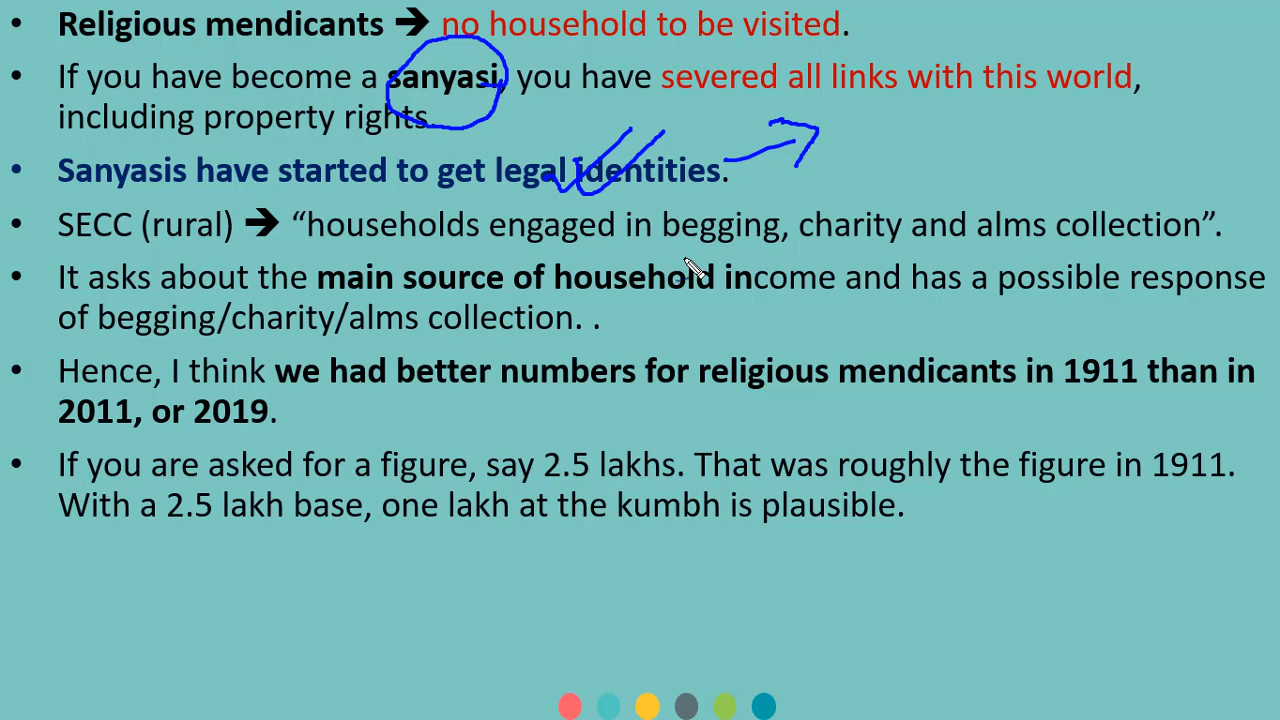 • Religious mendicants 🡺 no household to be visited.
• If you have become a sanyasi, you have severed all links with this world,
including property rights.
• Sanyasis have started to get legal identities.
• SECC (rural) 🡺 “households engaged in begging, charity and alms collection”.
• It asks about the main source of household income and has a possible response
of begging/charity/alms collection. .
• Hence, I think we had better numbers for religious mendicants in 1911 than in
2011, or 2019.
• If you are asked for a figure, say 2.5 lakhs. That was roughly the figure in 1911.
With a 2.5 lakh base, one lakh at the kumbh is plausible.